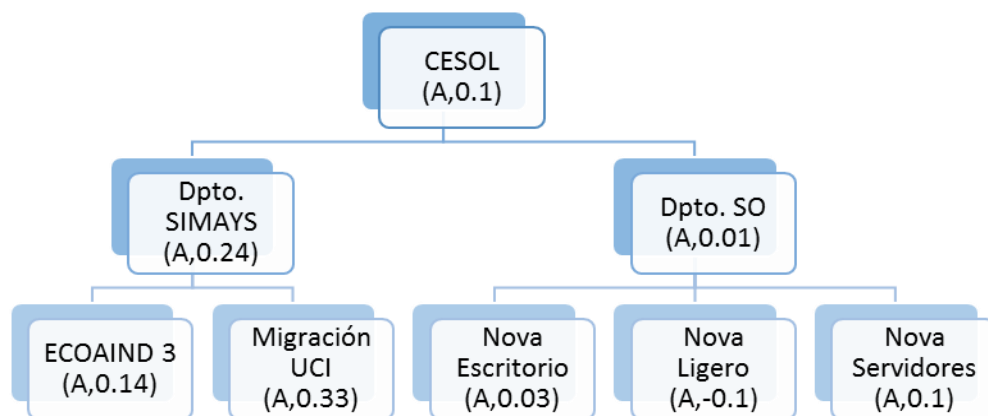 CESOL
(A,0.1)
Dpto.
SIMAYS
(A,0.24)
Dpto. SO
(A,0.01)
ECOAIND 3
(A,0.14)
Migración
UCI
(A,0.33)
Nova
Escritorio
(A,0.03)
Nova
Ligero
(A,-0.1)
Nova
Servidores
(A,0.1)